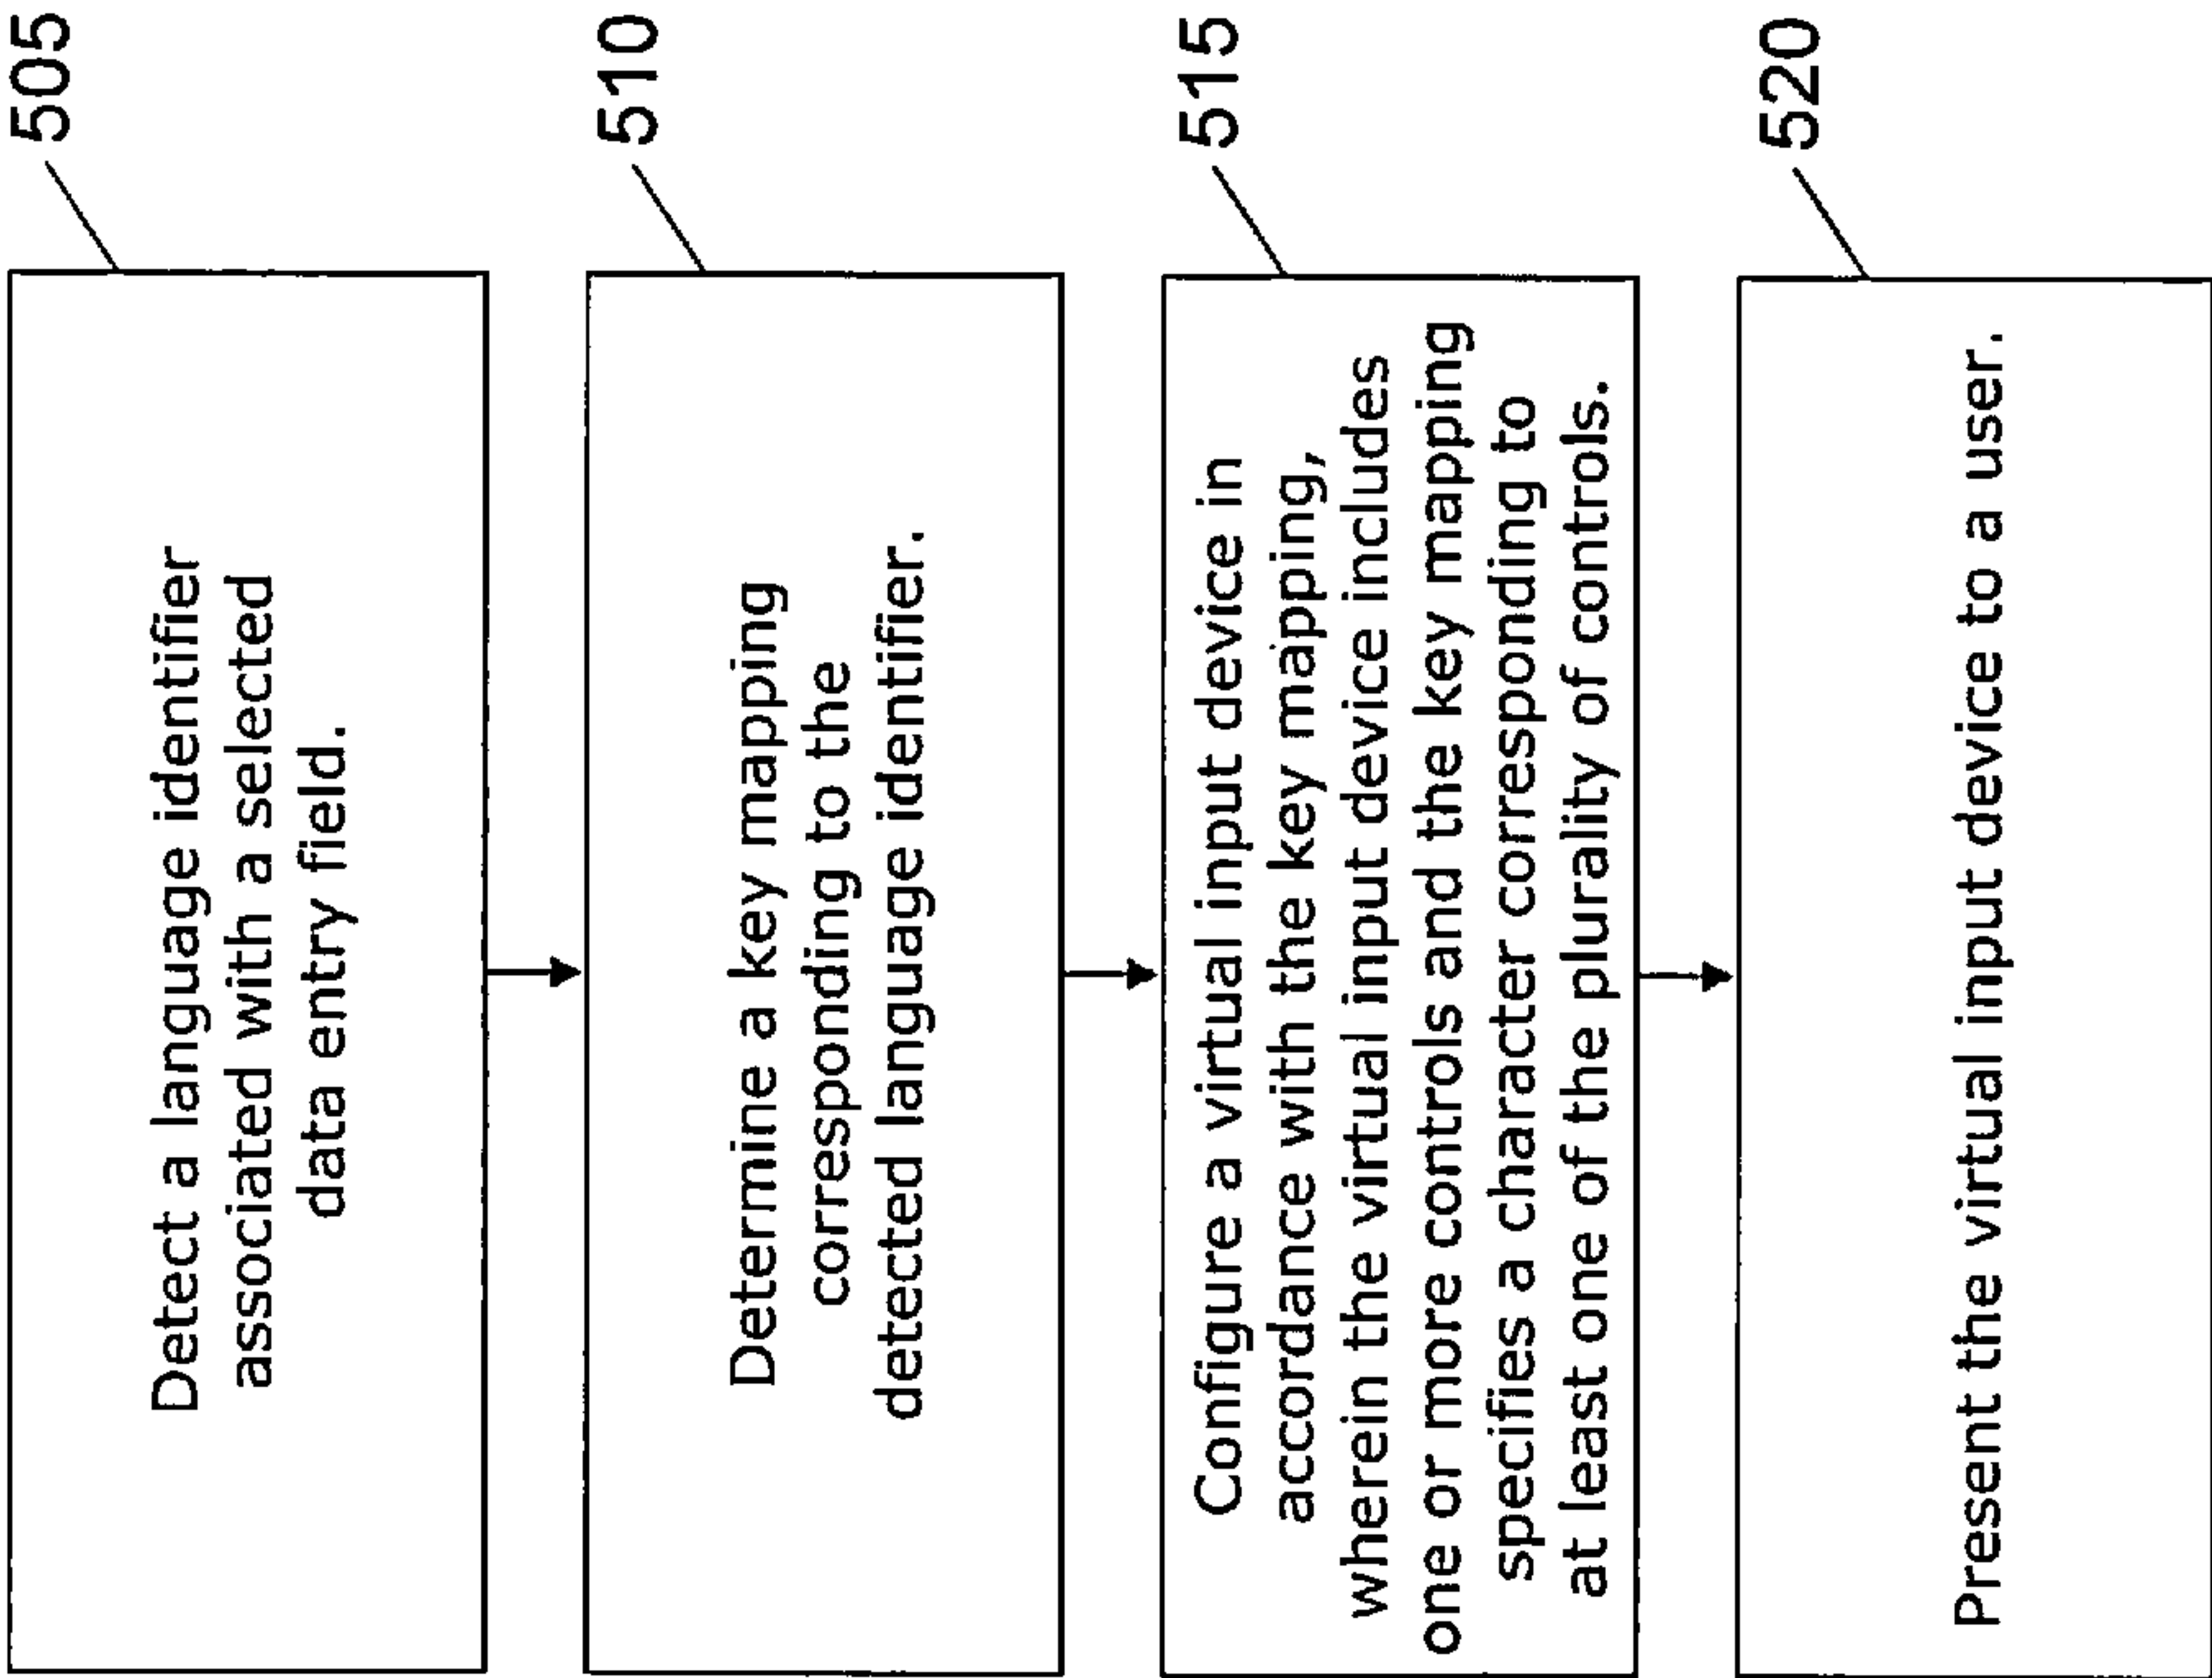 505
Detect a language identifier
associated with a selected
data entry field.
510
Determine a key mapping
corresponding to the
detected language identifier.
515
Configure a virtual input device in
accordance with the key mapping,
wherein the virtual input device includes
one or more controls and the key mapping
specifies a character corresponding to
at least one of the plurality of controls.
520
Present the virtual input device to a user.